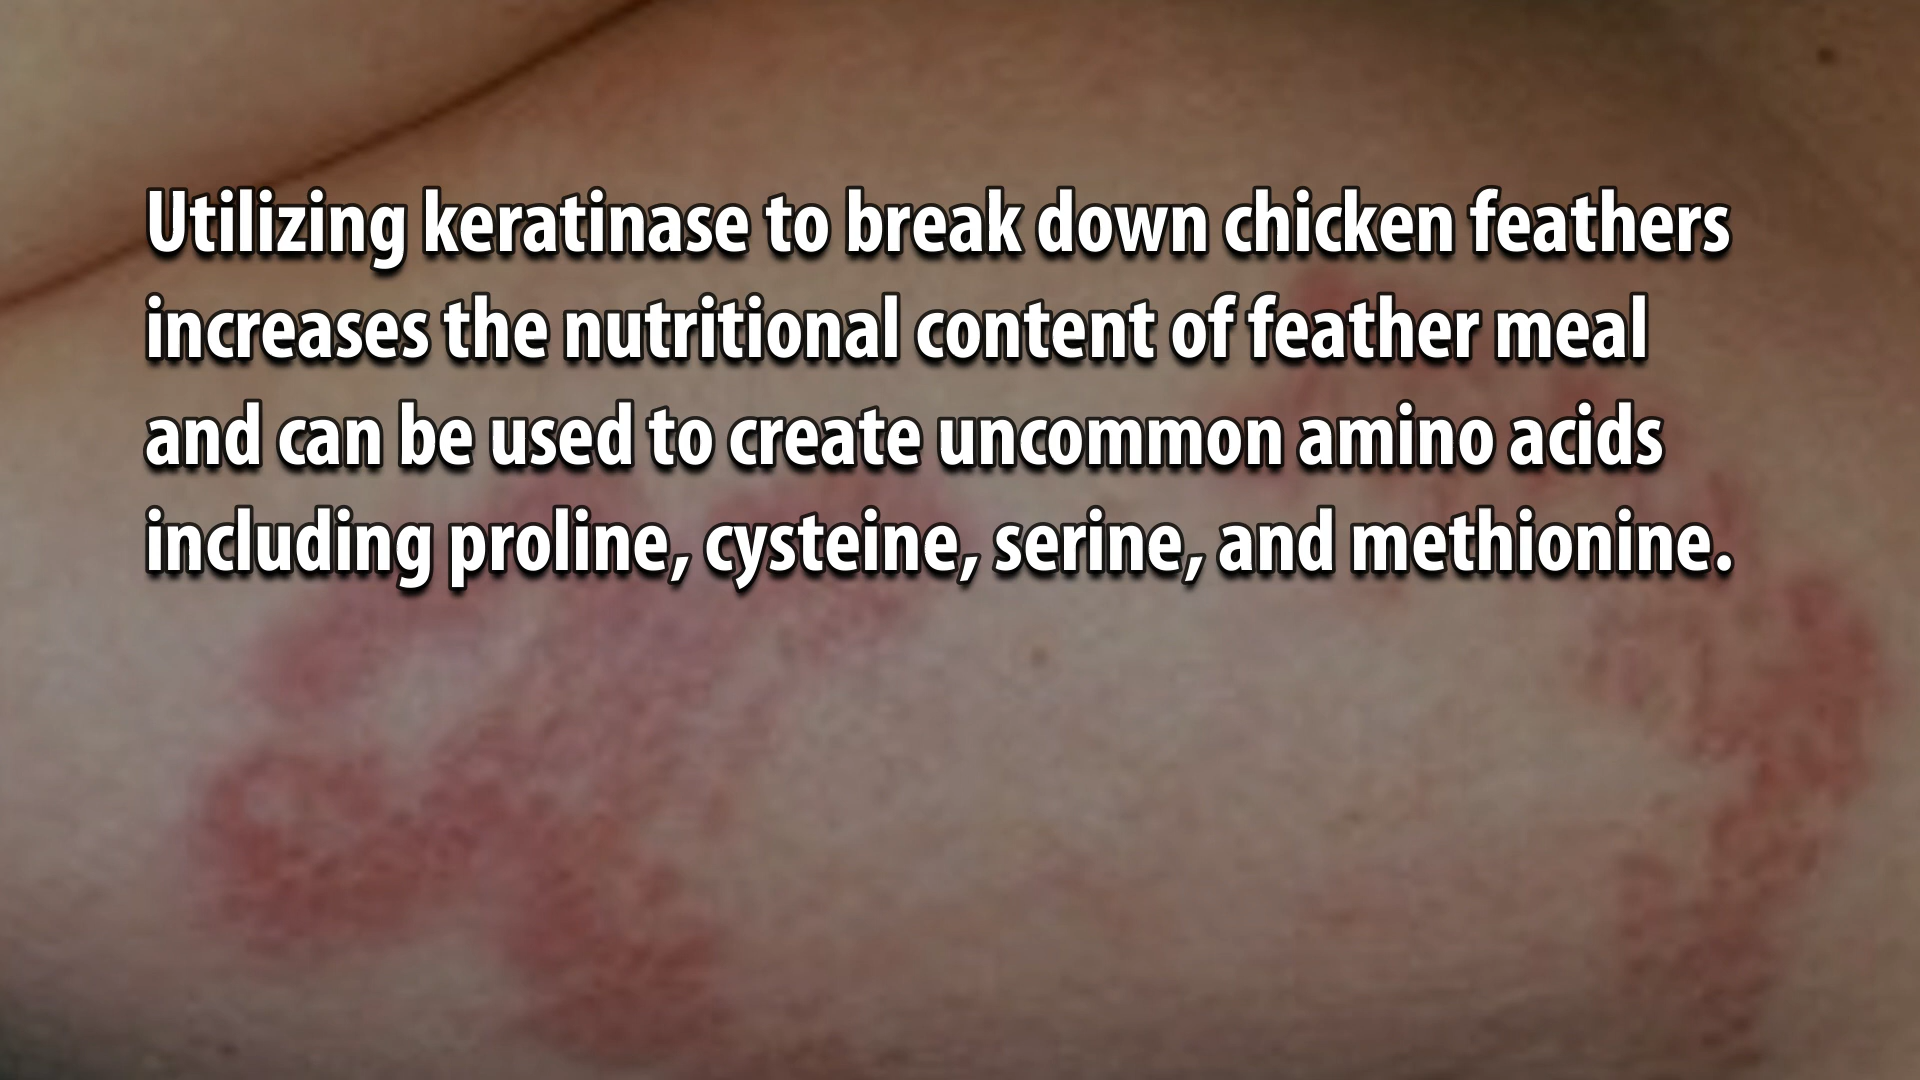 Utilizing keratinase to break down chicken feathers
increases the nutritional content of feather meal
and can be used to create uncommon amino acids
including proline, cysteine, serine, and methionine.